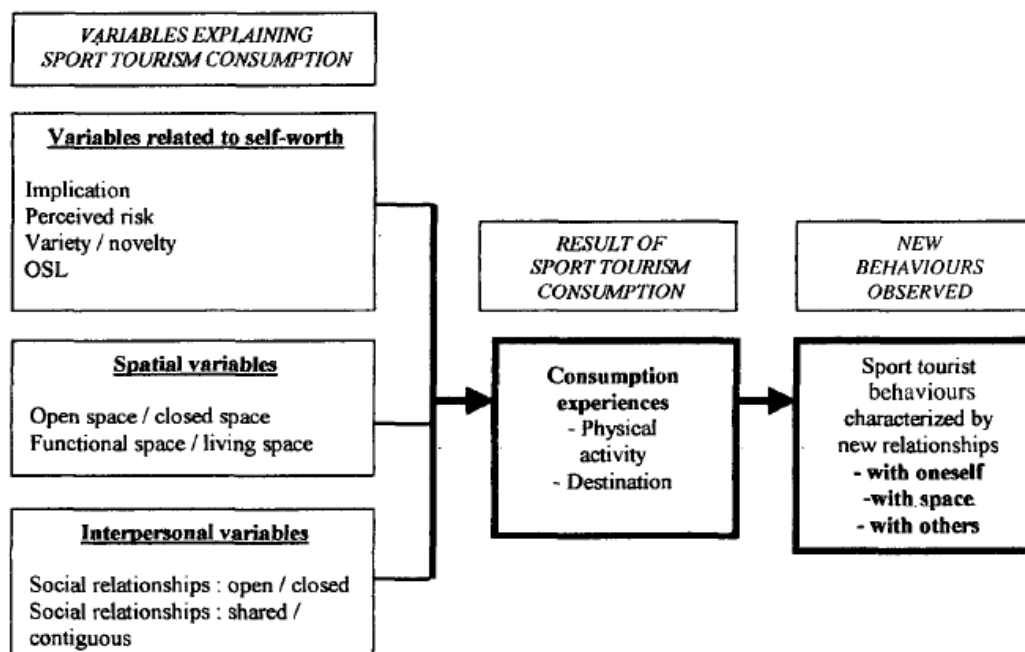 VARIABLES EXPLAINING
SPORT TOURISM CONSUMPTION
Variables related to self-worth
Implication
Perceived risk
Variety / novelty
OSL
Spatial variables
Open space / closed space
Functional space / living space
Interpersonal variables
Social relationships : open / closed
Social relationships : shared /
contiguous
RESULT OF
SPORT TOURISM
CONSUMPTION
Consumption
experiences
- Physical
activity
- Destination
NEW
BEHAVIOURS
OBSERVED
Sport tourist
behaviours
characterized by
new relationships
- with oneself
-with space
- with others